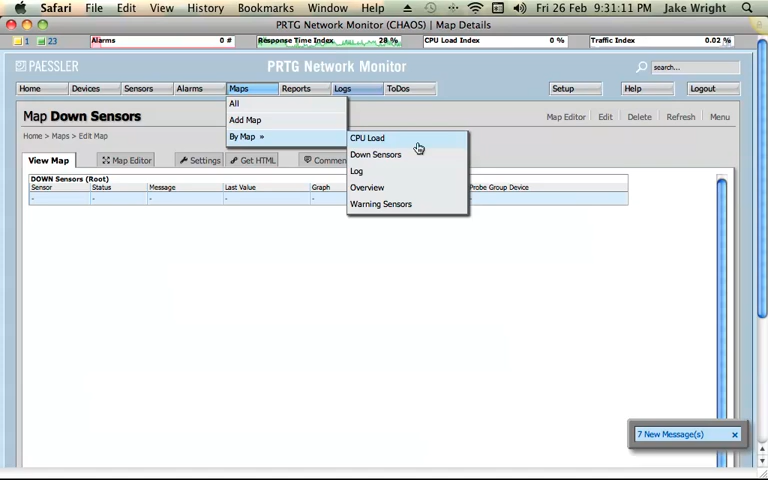 Safari File Edit View History Bookmarks Window Help Fri 26 Feb 9:31:11 PM Jake Wright
PRTG Network Monitor (CHAOS) | Map Details
1 23 Alarms 0 # Response Time Index 28 % CPU Load Index 0 % Traffic Index 0.02 %
PAESSLER PRTG Network Monitor search...
Home Devices Sensors Alarms Maps Reports Logs ToDos Setup Help Logout
All
Map Down Sensors Add Map Map Editor Edit Delete Refresh Menu
Home > Maps > Edit Map By Map » CPU Load
View Map Map Editor Settings Get HTML Commen Down Sensors
Log
DOWN Sensors (Root)
Sensor Status Message Last Value Graph Overview Probe Group Device
- - - - - -
Warning Sensors
7 New Message(s) x